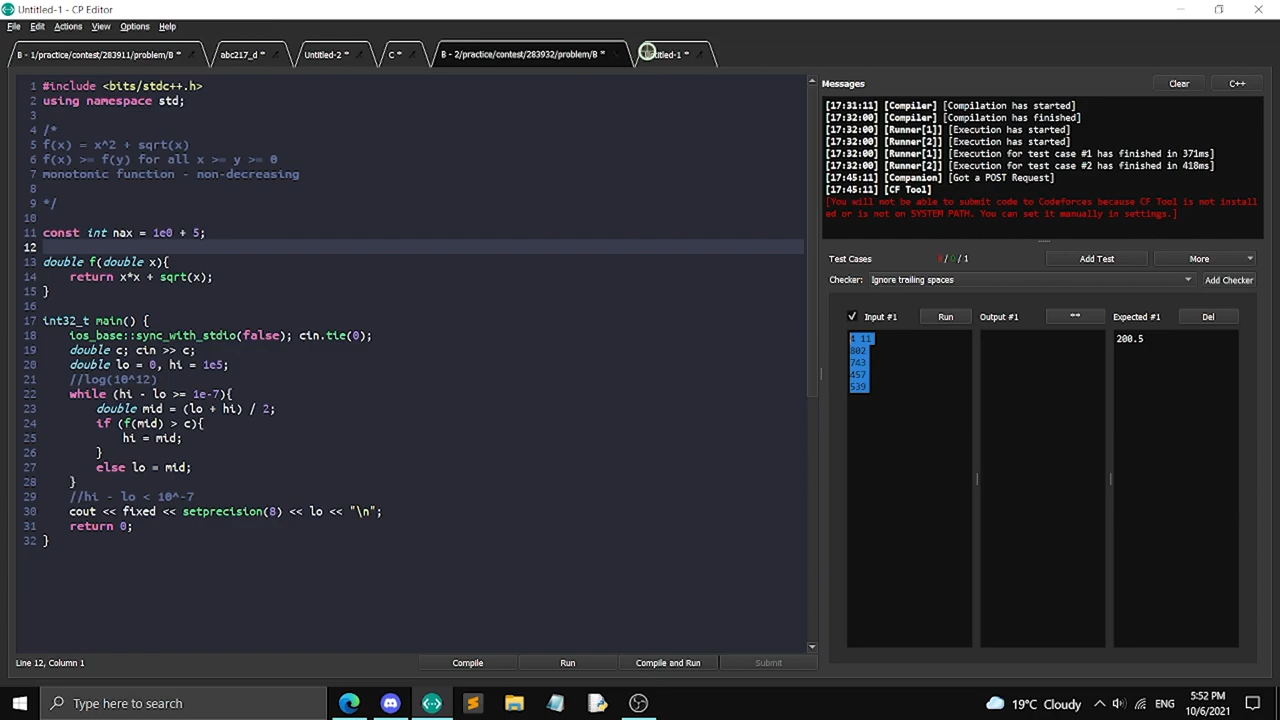 Untitled-1 - CP Editor
File Edit Actions View Options Help
B - 1/practice/contest/283911/problem/B *
abc217_d *
Untitled-2 *
C *
B - 2/practice/contest/283932/problem/B *
titled-1 *
1 #include <bits/stdc++.h>
2 using namespace std;
3
4 /*
5 f(x) = x^2 + sqrt(x)
6 f(x) >= f(y) for all x >= y >= 0
7 monotonic function - non-decreasing
8
9 */
10
11 const int nax = 1e0 + 5;
12
13 double f(double x){
14 return x*x + sqrt(x);
15 }
16
17 int32_t main() {
18 ios_base::sync_with_stdio(false); cin.tie(0);
19 double c; cin >> c;
20 double lo = 0, hi = 1e5;
21 //log(10^12)
22 while (hi - lo >= 1e-7){
23 double mid = (lo + hi) / 2;
24 if (f(mid) > c){
25 hi = mid;
26 }
27 else lo = mid;
28 }
29 //hi - lo < 10^-7
30 cout << fixed << setprecision(8) << lo << "\n";
31 return 0;
32 }
Line 12, Column 1
Compile
Run
Compile and Run
Submit
Messages
Clear
C++
[17:31:11] [Compiler] [Compilation has started]
[17:31:11] [Compiler] [Compilation has finished]
[17:32:00] [Runner[1]] [Execution has started]
[17:32:00] [Runner[2]] [Execution has started]
[17:32:00] [Runner[1]] [Execution for test case #1 has finished in 371ms]
[17:32:00] [Runner[2]] [Execution for test case #2 has finished in 418ms]
[17:45:11] [Companion] [Got a POST Request]
[17:45:11] [CF Tool]
[You will not be able to submit code to Codeforces because CF Tool is not install
ed or is not on SYSTEM PATH. You can set it manually in settings.]
Test Cases
/ 0 / 1
Add Test
More
Checker: Ignore trailing spaces
Add Checker
Input #1
Run
Output #1
**
Expected #1
Del
4 11
802
743
457
539
200.5
Type here to search
19°C Cloudy
ENG
5:52 PM
10/6/2021